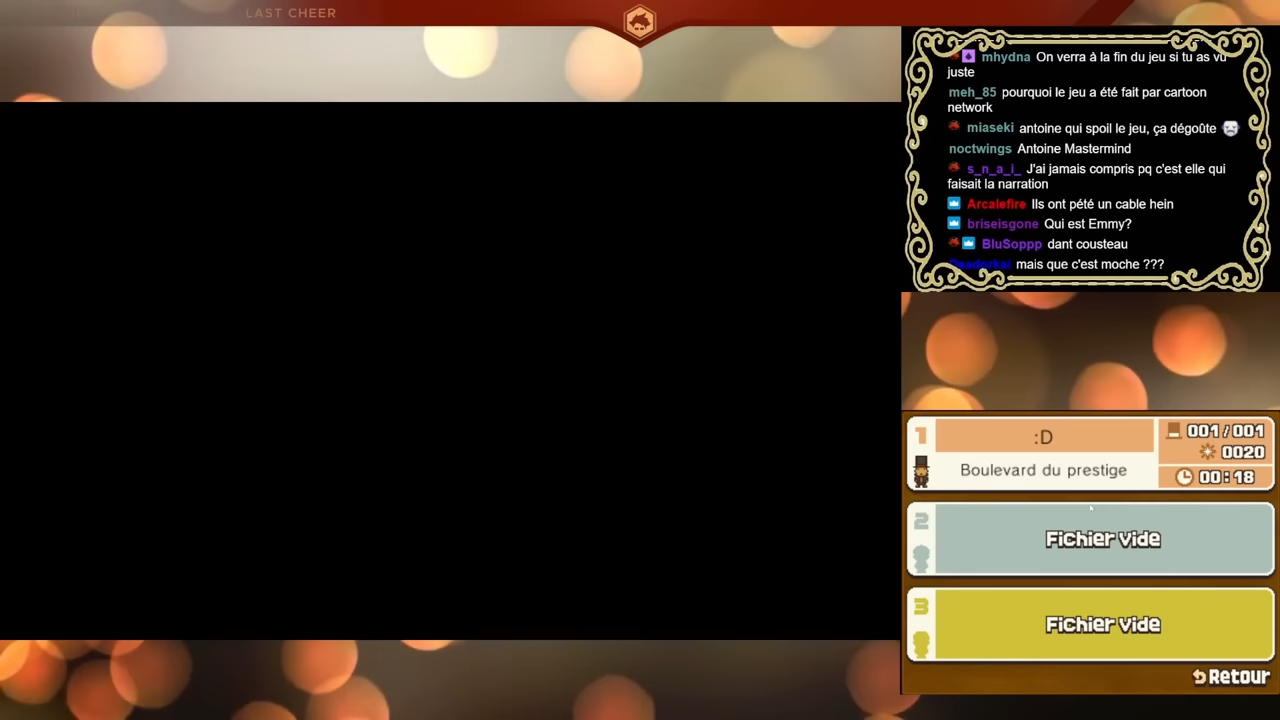 LAST CHEER
mhydna On verra à la fin du jeu si tu as vu
juste
meh_85 pourquoi le jeu a été fait par cartoon
network
miaseki antoine qui spoil le jeu, ça dégoûte
noctwings Antoine Mastermind
s_n_a_i_ J'ai jamais compris pq c'est elle qui
faisait la narration
Arcalefire Ils ont pété un cable hein
briseisgone Qui est Emmy?
BluSoppp dant cousteau
mais que c'est moche ???
1
:D
001/001
0020
Boulevard du prestige
00:18
2
Fichier vide
3
Fichier vide
Retour